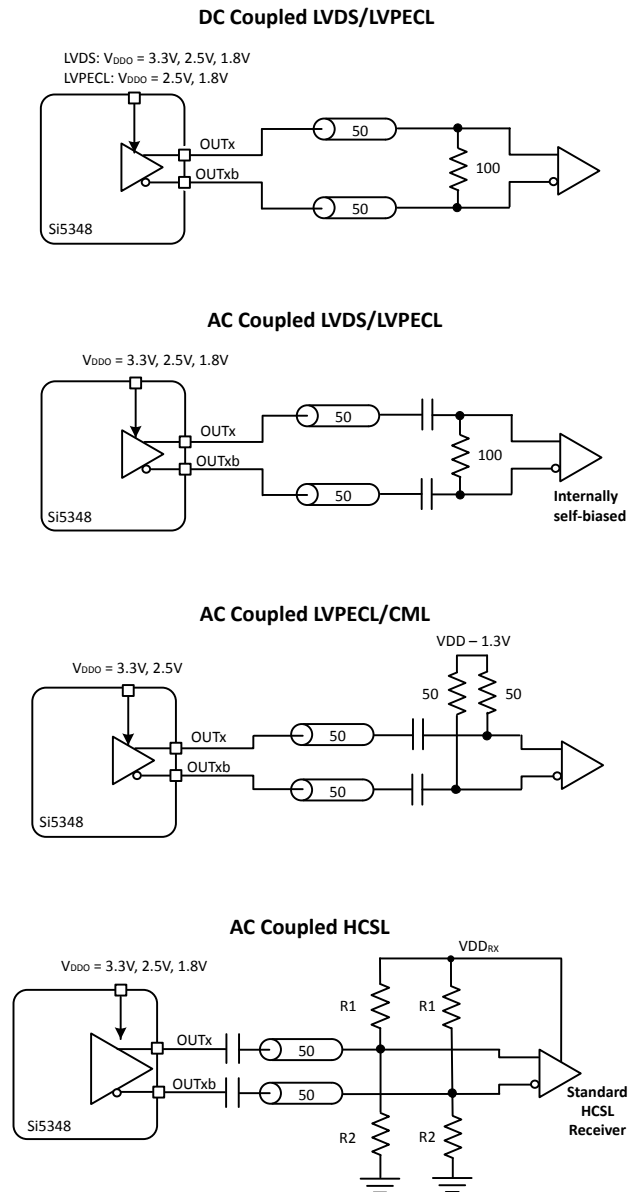 DC Coupled LVDS/LVPECL
LVDS: VDDO = 3.3V, 2.5V, 1.8V
LVPECL: VDDO = 2.5V, 1.8V
50
OUTx
100
OUTxb
50
Si5348
AC Coupled LVDS/LVPECL
VDDO = 3.3V, 2.5V, 1.8V
50
OUTx
100
OUTxb
50
Internally
self-biased
Si5348
AC Coupled LVPECL/CML
VDD – 1.3V
VDDO = 3.3V, 2.5V
50
50
OUTx
50
OUTxb
50
Si5348
AC Coupled HCSL
VDDRX
VDDO = 3.3V, 2.5V, 1.8V
R1
R1
OUTx
50
OUTxb
50
Standard
HCSL
Receiver
Si5348
R2
R2